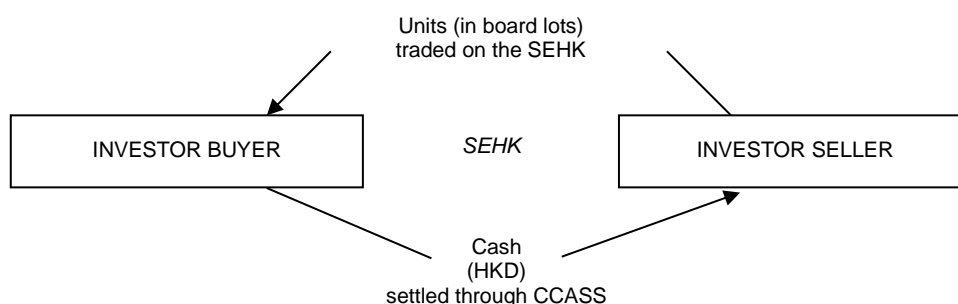 Units (in board lots)
traded on the SEHK
INVESTOR BUYER
SEHK
INVESTOR SELLER
Cash
(HKD)
settled through CCASS